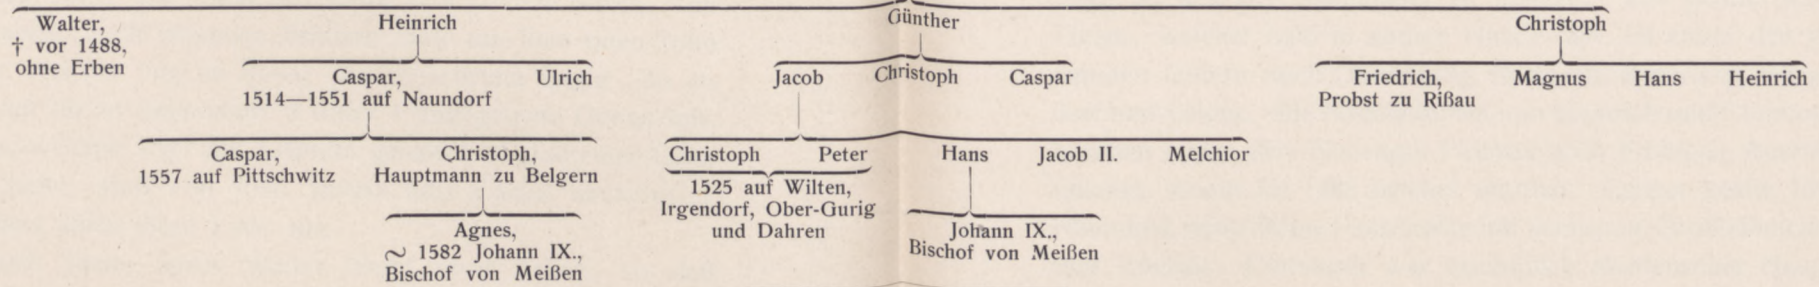 Walter,
† vor 1488,
ohne Erben
Heinrich
Günther
Christoph
Caspar,
1514—1551 auf Naundorf
Ulrich
Jacob
Christoph
Caspar
Friedrich,
Probst zu Rißau
Magnus
Hans
Heinrich
Caspar,
1557 auf Pittschwitz
Christoph,
Hauptmann zu Belgern
Christoph
Peter
Hans
Jacob II.
Melchior
1525 auf Wilten,
Irgendorf, Ober-Gurig
und Dahren
Agnes,
~ 1582 Johann IX.,
Bischof von Meißen
Johann IX.,
Bischof von Meißen